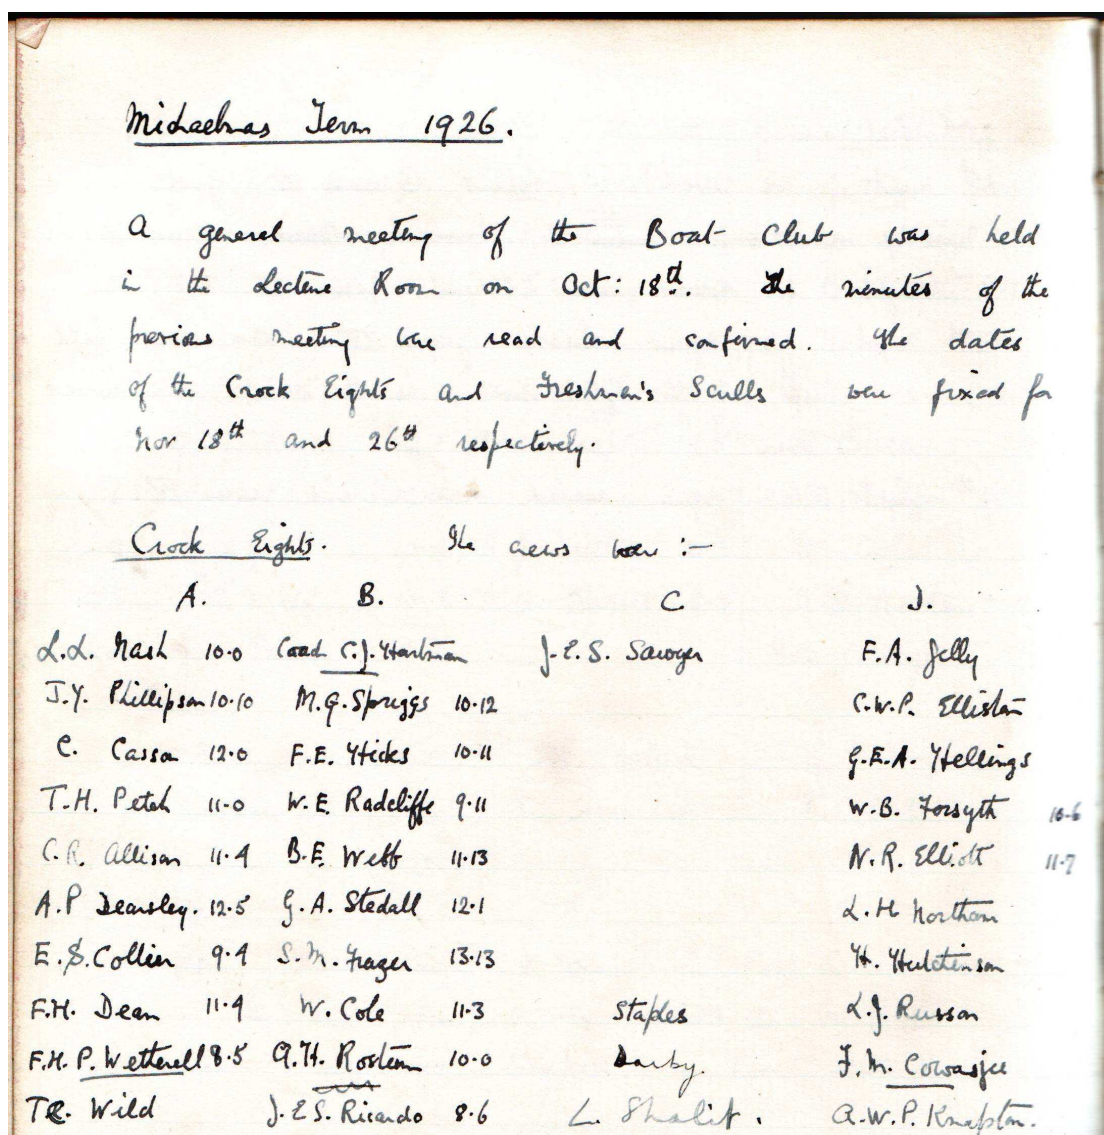 Michaelmas Term 1926.
A general meeting of the Boat Club was held
in the Lecture Room on Oct: 18th. The minutes of the
previous meeting were read and confirmed. The dates
of the Crock Eights and Freshmen's Sculls were fixed for
Nov 18th and 26th respectively.
Crock Eights. The crews were :-
A. B. C. D.
L.L. Nash 10.0 Coad C.J. Hartman J.E.S. Sawyer F.A. Jelly
J.Y. Phillipson 10.10 M.G. Spriggs 10.12 C.W.P. Elliston
C. Casson 12.0 F.E. Hicks 10.11 G.E.A. Hellings
T.H. Petch 11.0 W.E. Radcliffe 9.11 W.B. Forsyth 10.6
C.R. Allison 11.4 B.E. Webb 11.13 N.R. Elliott 11.7
A.P Dearsley. 12.5 G.A. Stedall 12.1 L.H. Northam
E.S. Collier 9.4 S.M. Frazer 13.13 H. Hutchinson
F.H. Dean 11.4 W. Cole 11.3 Staples L.J. Russon
F.H.P. Wetherell 8.5 A.H. Rostem 10.0 Darby. F.M. Cowasjee
T.C. Wild J.E.S. Ricardo 8.6 L. Shalit. A.W.P. Knapton.